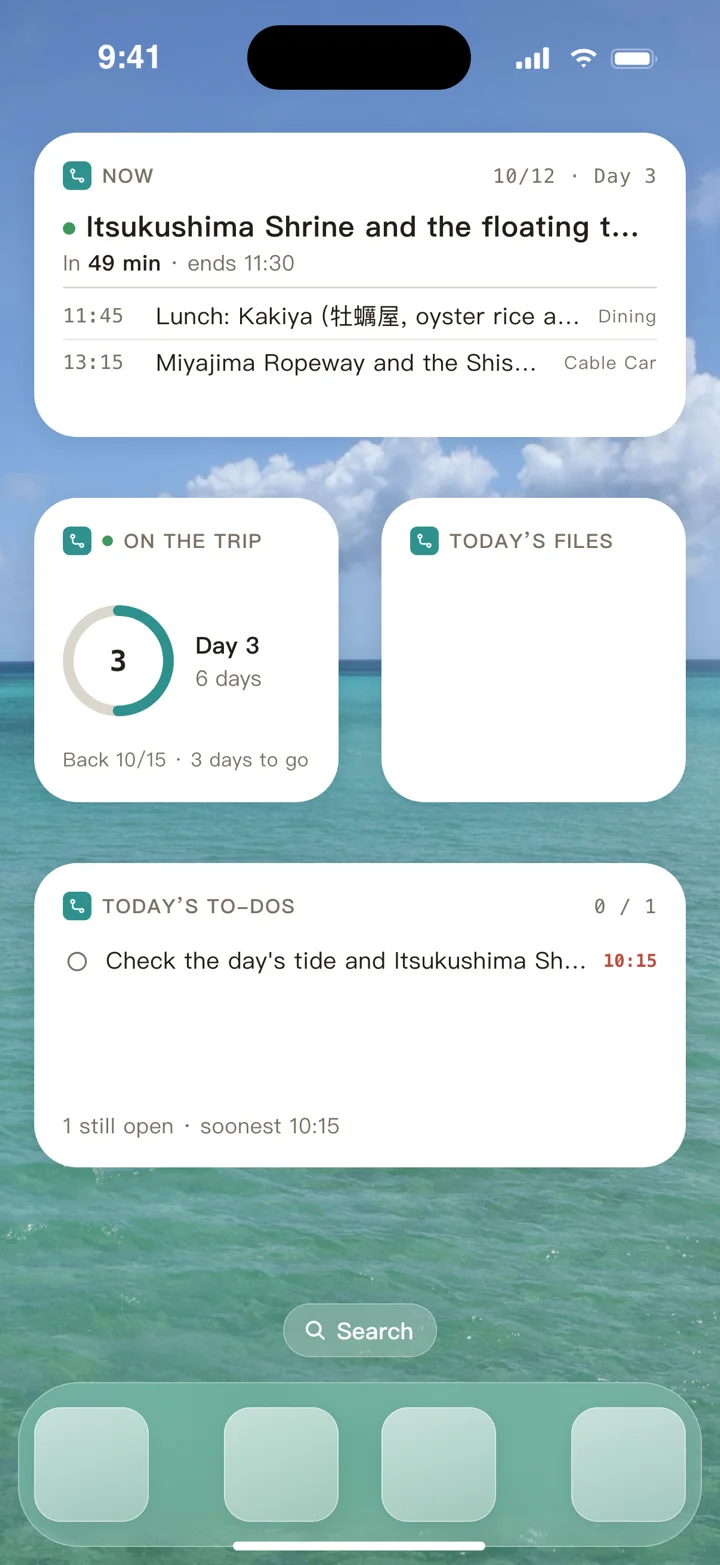 9:41
NOW
10/12 · Day 3
Itsukushima Shrine and the floating t...
In 49 min · ends 11:30
11:45 Lunch: Kakiya (牡蠣屋, oyster rice a... Dining
13:15 Miyajima Ropeway and the Shis... Cable Car
ON THE TRIP
3
Day 3
6 days
Back 10/15 · 3 days to go
TODAY’S FILES
TODAY’S TO-DOS
0 / 1
Check the day's tide and Itsukushima Sh... 10:15
1 still open · soonest 10:15
Search